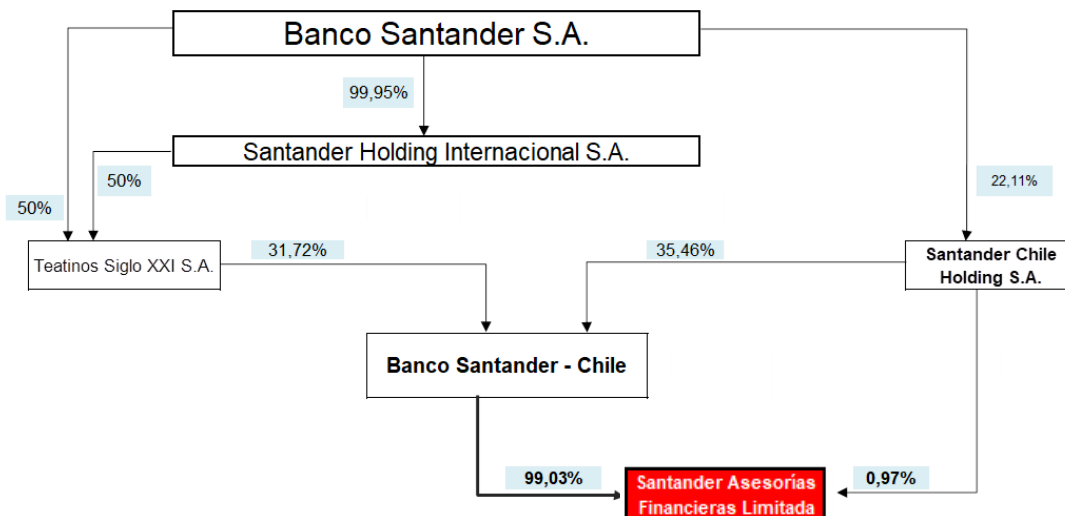 Banco Santander S.A.
99,95%
Santander Holding Internacional S.A.
50%
22,11%
50%
31,72%
35,46%
Teatinos Siglo XXI S.A.
Santander Chile
Holding S.A.
Banco Santander - Chile
99,03%
Santander Asesorías
Financieras Limitada
0,97%